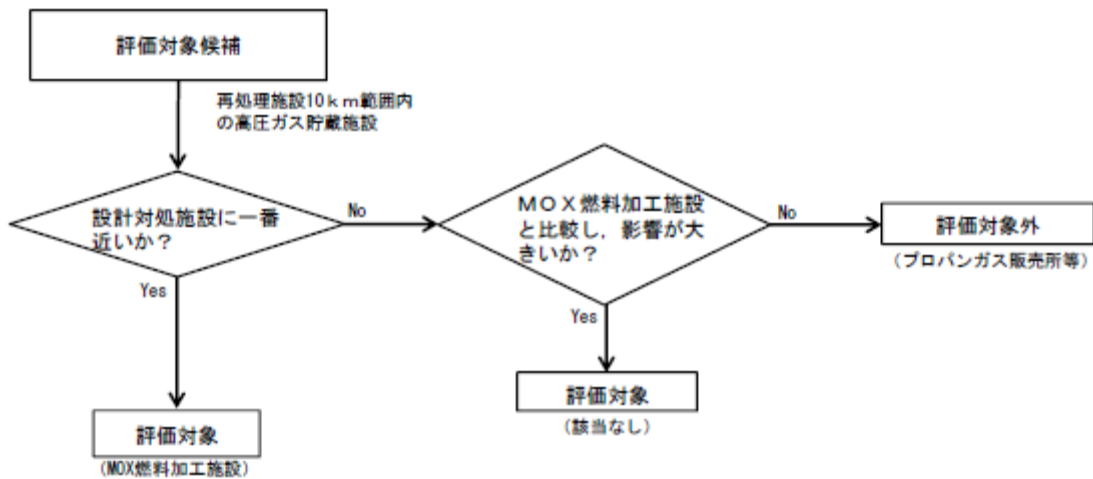 評価対象候補
再処理施設10ｋｍ範囲内
の高圧ガス貯蔵施設
設計対処施設に一番
近いか？
No
ＭＯＸ燃料加工施設
と比較し，影響が大
きいか？
No
評価対象外
(プロパンガス販売所等)
Yes
Yes
評価対象
(該当なし)
評価対象
(MOX燃料加工施設)